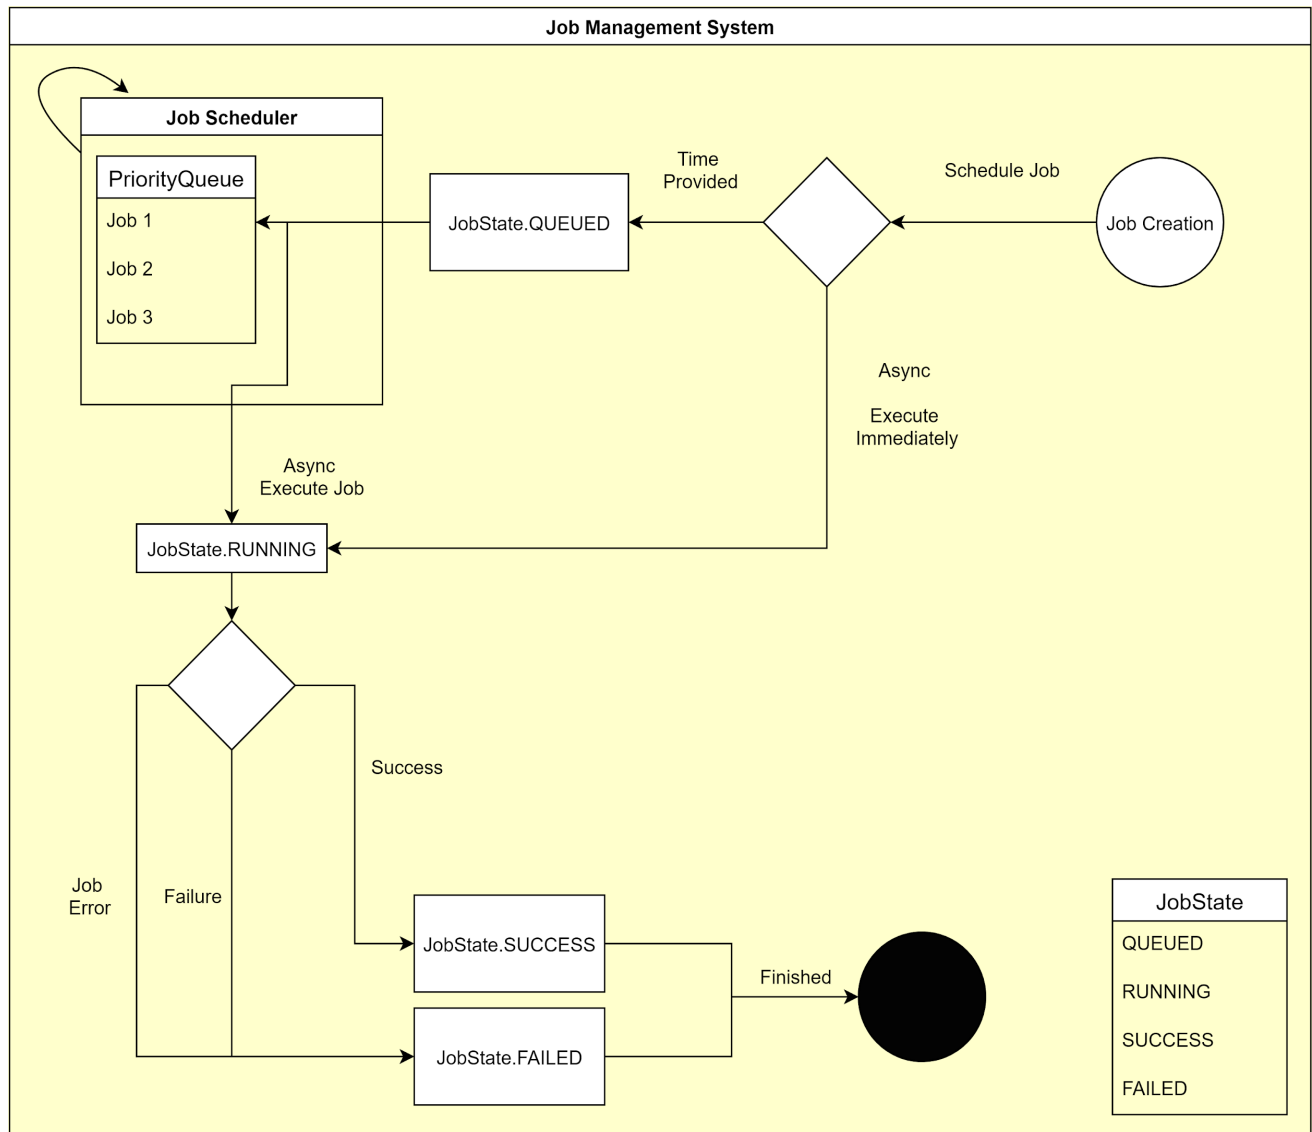 Job Management System
Job Scheduler
PriorityQueue
Job 1
Job 2
Job 3
JobState.QUEUED
Time
Provided
Schedule Job
Job Creation
Async
Execute
Immediately
Async
Execute Job
JobState.RUNNING
Success
Job
Error
Failure
JobState.SUCCESS
JobState.FAILED
Finished
JobState
QUEUED
RUNNING
SUCCESS
FAILED